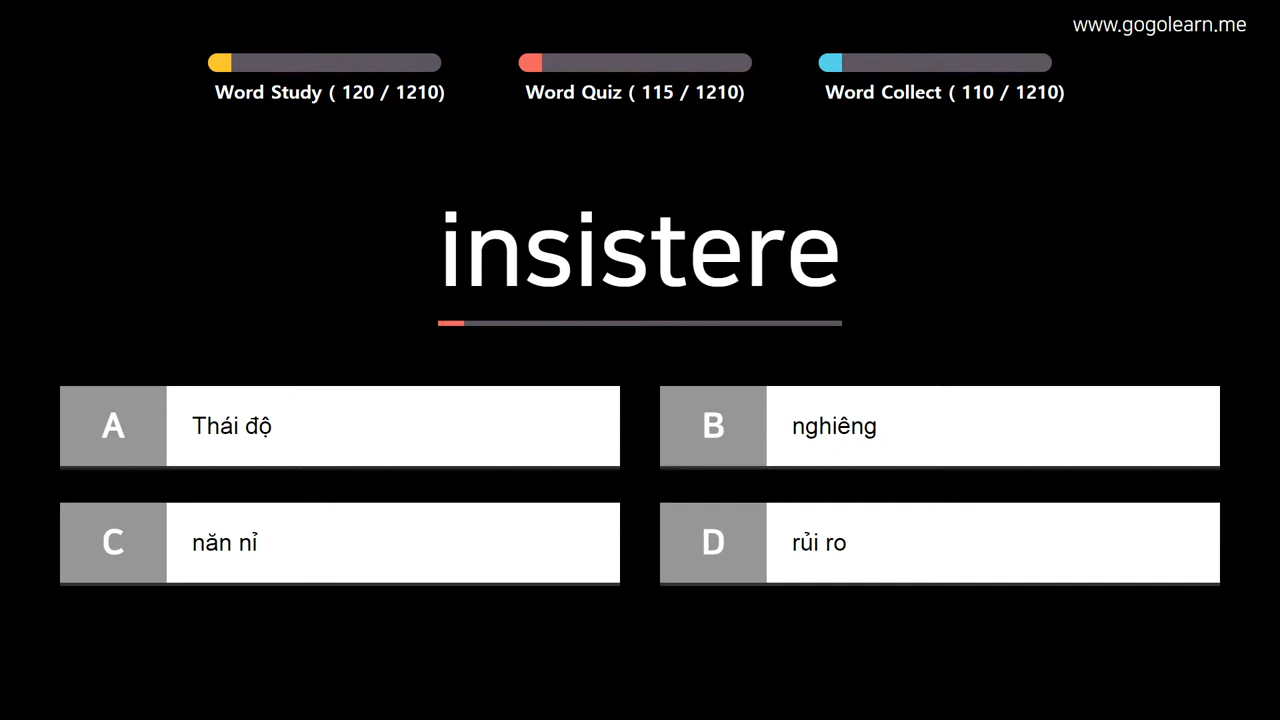 www.gogolearn.me
Word Study ( 120 / 1210)
Word Quiz ( 115 / 1210)
Word Collect ( 110 / 1210)
insistere
A Thái độ
B nghiêng
C năn nỉ
D rủi ro